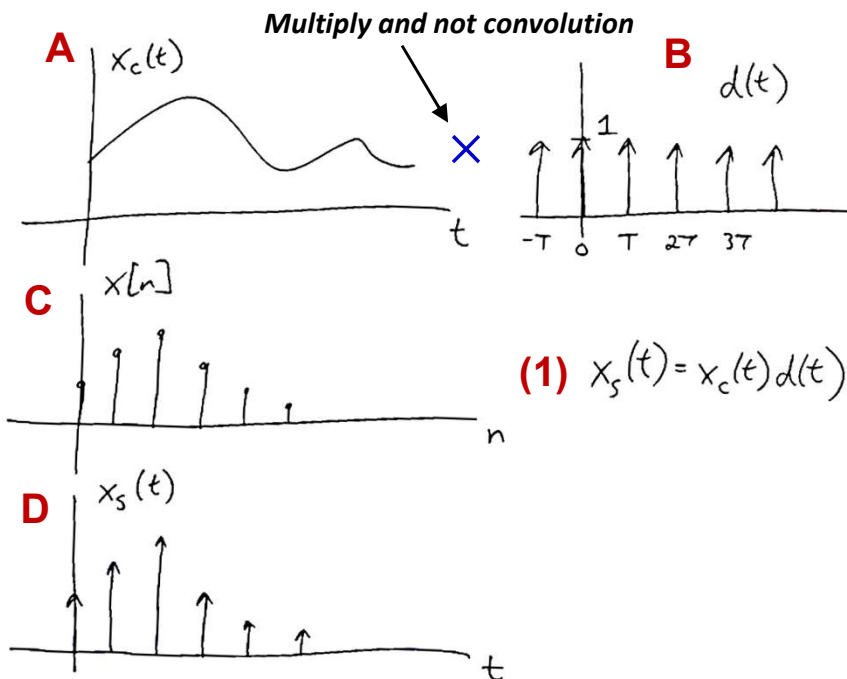 Multiply and not convolution
A
x_c(t)
t
×
B
d(t)
1
-T 0 T 2T 3T
C
x[n]
n
(1) x_s(t) = x_c(t) d(t)
D
x_s(t)
t